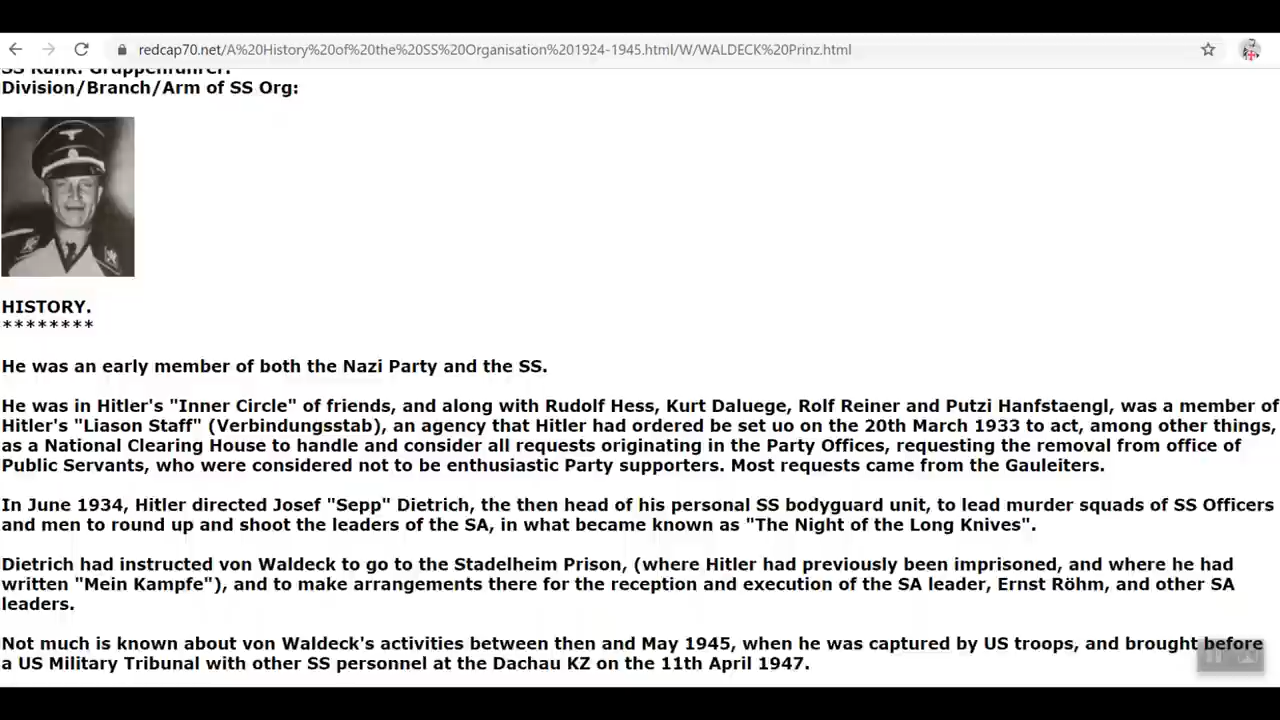 redcap70.net/A%20History%20of%20the%20SS%20Organisation%201924-1945.html/W/WALDECK%20Prinz.html
SS Rank: Gruppenführer.
Division/Branch/Arm of SS Org:
HISTORY.
********
He was an early member of both the Nazi Party and the SS.
He was in Hitler's "Inner Circle" of friends, and along with Rudolf Hess, Kurt Daluege, Rolf Reiner and Putzi Hanfstaengl, was a member of
Hitler's "Liason Staff" (Verbindungsstab), an agency that Hitler had ordered be set uo on the 20th March 1933 to act, among other things,
as a National Clearing House to handle and consider all requests originating in the Party Offices, requesting the removal from office of
Public Servants, who were considered not to be enthusiastic Party supporters. Most requests came from the Gauleiters.
In June 1934, Hitler directed Josef "Sepp" Dietrich, the then head of his personal SS bodyguard unit, to lead murder squads of SS Officers
and men to round up and shoot the leaders of the SA, in what became known as "The Night of the Long Knives".
Dietrich had instructed von Waldeck to go to the Stadelheim Prison, (where Hitler had previously been imprisoned, and where he had
written "Mein Kampfe"), and to make arrangements there for the reception and execution of the SA leader, Ernst Röhm, and other SA
leaders.
Not much is known about von Waldeck's activities between then and May 1945, when he was captured by US troops, and brought before
a US Military Tribunal with other SS personnel at the Dachau KZ on the 11th April 1947.